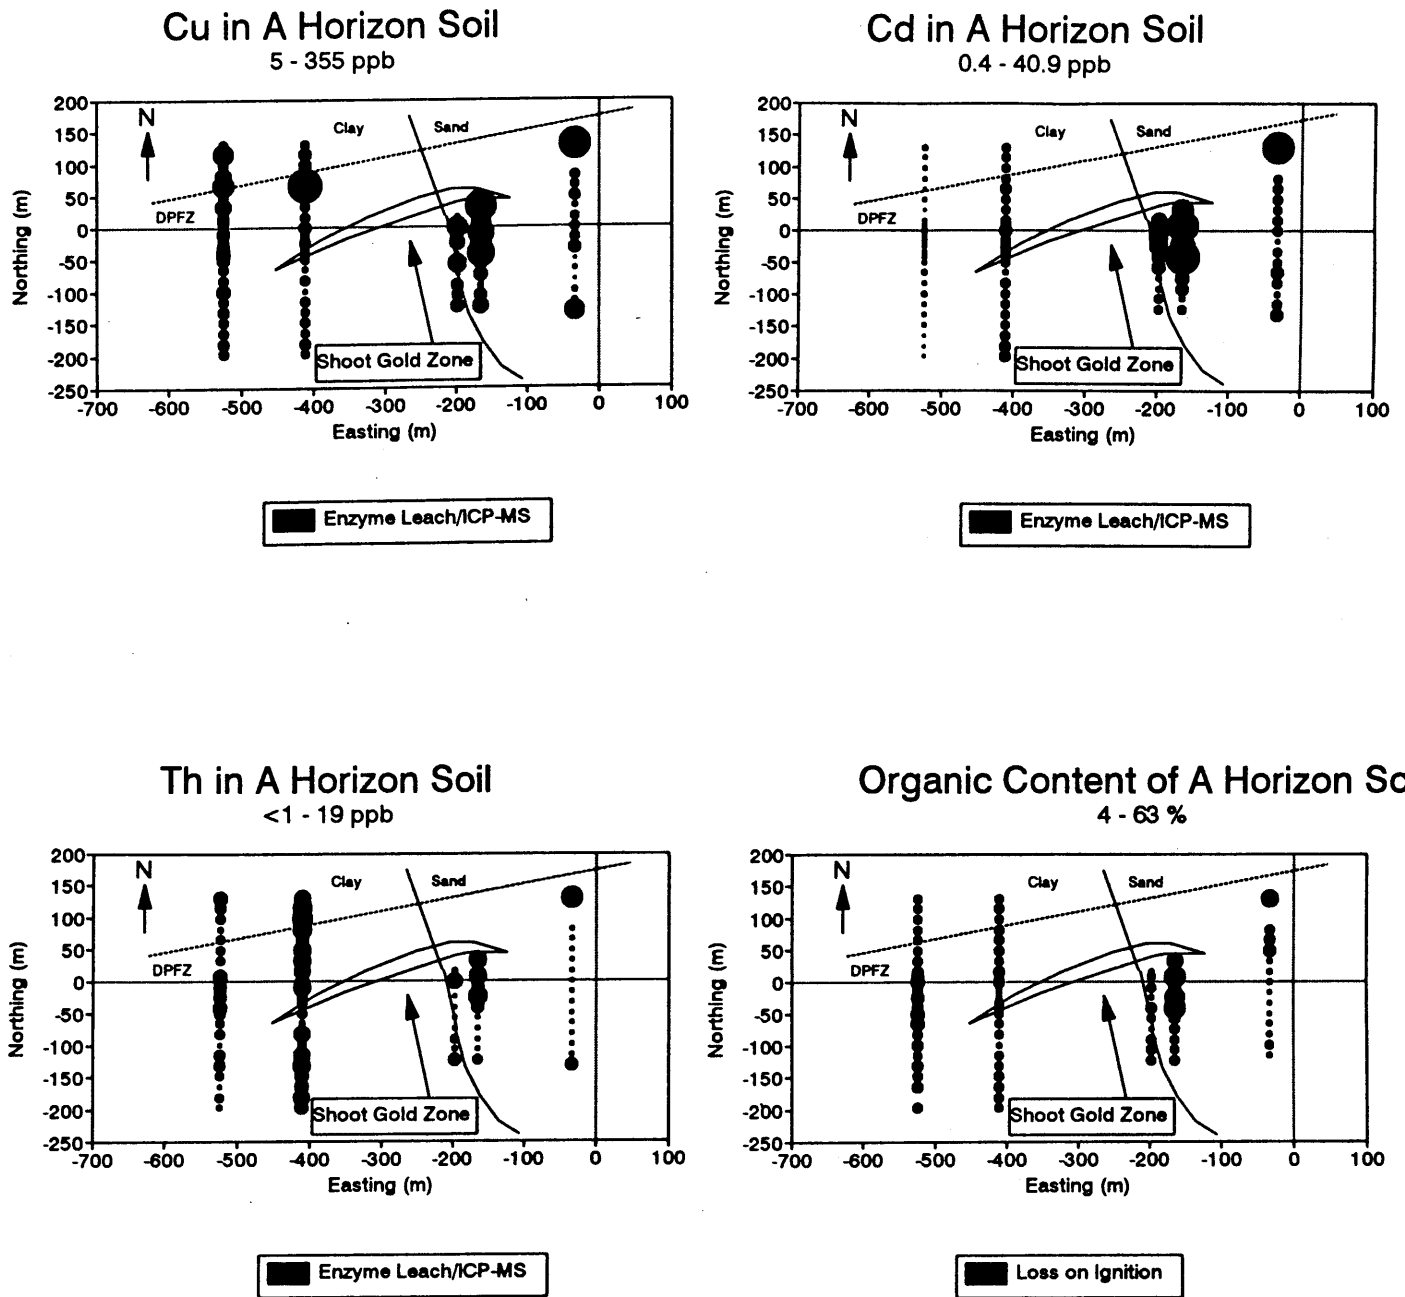 Cu in A Horizon Soil
5 - 355 ppb
200
150
100
50
0
-50
-100
-150
-200
-250
Northing (m)
N
Clay
Sand
DPFZ
Shoot Gold Zone
-700 -600 -500 -400 -300 -200 -100 0 100
Easting (m)
Enzyme Leach/ICP-MS
Cd in A Horizon Soil
0.4 - 40.9 ppb
200
150
100
50
0
-50
-100
-150
-200
-250
Northing (m)
N
Clay
Sand
DPFZ
Shoot Gold Zone
-700 -600 -500 -400 -300 -200 -100 0 100
Easting (m)
Enzyme Leach/ICP-MS
Th in A Horizon Soil
<1 - 19 ppb
200
150
100
50
0
-50
-100
-150
-200
-250
Northing (m)
N
Clay
Sand
DPFZ
Shoot Gold Zone
-700 -600 -500 -400 -300 -200 -100 0 100
Easting (m)
Enzyme Leach/ICP-MS
Organic Content of A Horizon So
4 - 63 %
200
150
100
50
0
-50
-100
-150
-200
-250
Northing (m)
N
Clay
Sand
DPFZ
Shoot Gold Zone
-700 -600 -500 -400 -300 -200 -100 0 100
Easting (m)
Loss on Ignition